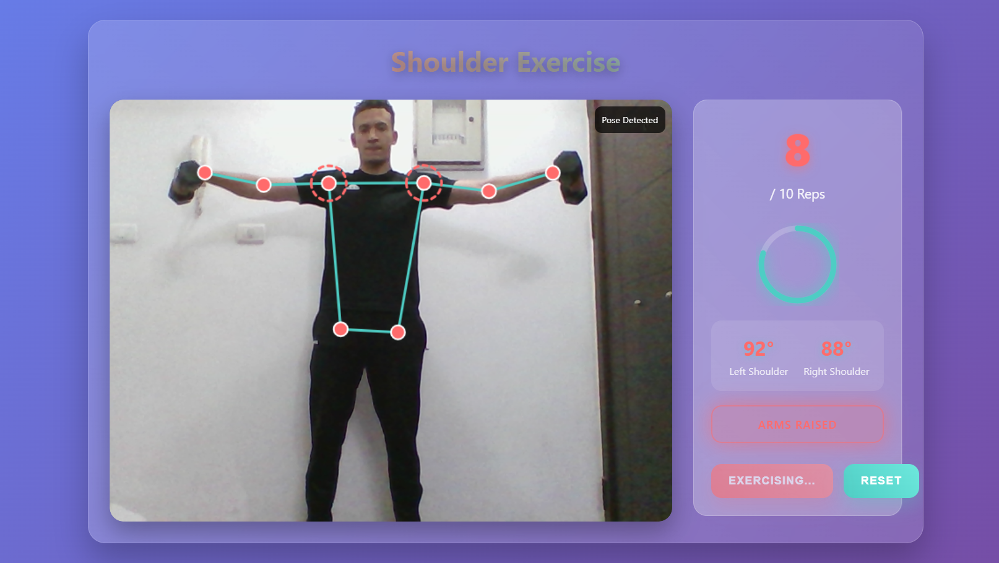 Shoulder Exercise
Pose Detected
8
/ 10 Reps
92° 88°
Left Shoulder Right Shoulder
ARMS RAISED
EXERCISING... RESET